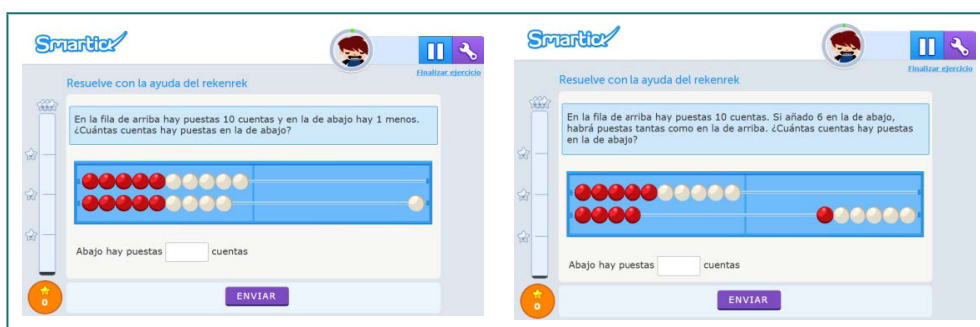 Smartick
Finalizar ejercicio
Resuelve con la ayuda del rekenrek
En la fila de arriba hay puestas 10 cuentas y en la de abajo hay 1 menos.
¿Cuántas cuentas hay puestas en la de abajo?
Abajo hay puestas cuentas
ENVIAR
0
Smartick
Finalizar ejercicio
Resuelve con la ayuda del rekenrek
En la fila de arriba hay puestas 10 cuentas. Si añado 6 en la de abajo,
habrá puestas tantas como en la de arriba. ¿Cuántas cuentas hay puestas
en la de abajo?
Abajo hay puestas cuentas
ENVIAR
0